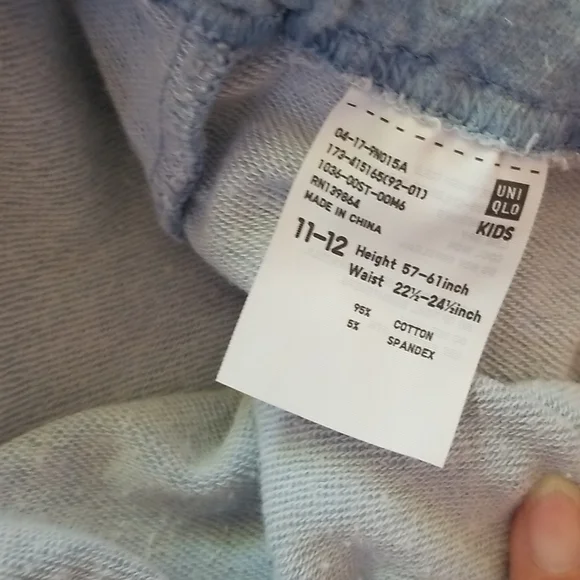 04-17-9N015A
173-415165(92-01)
1036-00ST-00M6
RN139864
MADE IN CHINA
UNI
QLO
KIDS
11-12 Height 57-61inch
Waist 22½-24½inch
95% COTTON
5% SPANDEX